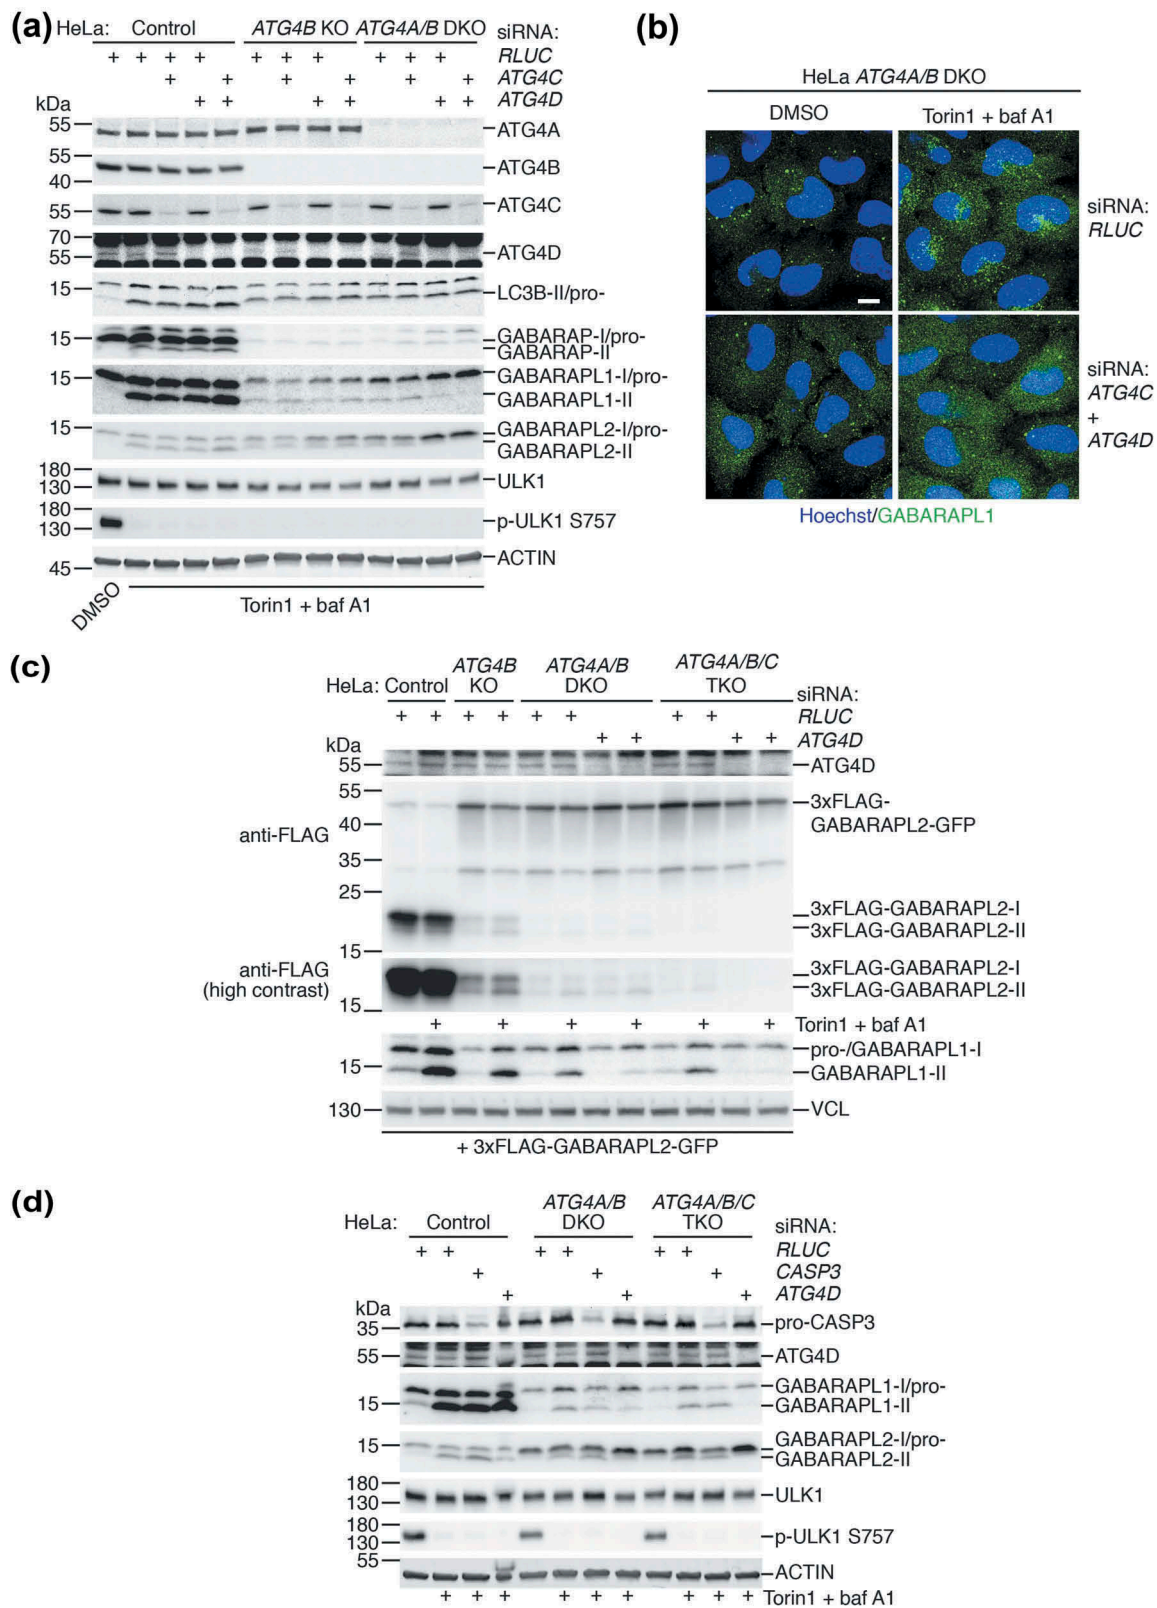 (a)
HeLa: Control ATG4B KO ATG4A/B DKO siRNA:
+ + + + + + + + + RLUC
+ + + + + + ATG4C
+ + + + + + ATG4D
kDa
55 ATG4A
55
40 ATG4B
55 ATG4C
70
55 ATG4D
15 LC3B-II/pro-
15 GABARAP-I/pro-
GABARAP-II
15 GABARAPL1-I/pro-
GABARAPL1-II
15 GABARAPL2-I/pro-
GABARAPL2-II
180
130 ULK1
180
130 p-ULK1 S757
45 ACTIN
DMSO
Torin1 + baf A1
(b)
HeLa ATG4A/B DKO
DMSO Torin1 + baf A1
siRNA:
RLUC
siRNA:
ATG4C
+
ATG4D
Hoechst/GABARAPL1
(c)
HeLa: Control ATG4B KO ATG4A/B DKO ATG4A/B/C TKO siRNA:
+ + + + + + + + RLUC
+ + + + ATG4D
kDa
55 ATG4D
55 3xFLAG-
GABARAPL2-GFP
anti-FLAG 40
35
25
3xFLAG-GABARAPL2-I
3xFLAG-GABARAPL2-II
15
anti-FLAG
(high contrast)
3xFLAG-GABARAPL2-I
3xFLAG-GABARAPL2-II
15
+ + + + + + Torin1 + baf A1
pro-/GABARAPL1-I
15 GABARAPL1-II
130 VCL
+ 3xFLAG-GABARAPL2-GFP
(d)
HeLa: Control ATG4A/B DKO ATG4A/B/C TKO siRNA:
+ + + + + + RLUC
+ + + CASP3
+ + + ATG4D
kDa
35 pro-CASP3
55 ATG4D
GABARAPL1-I/pro-
15 GABARAPL1-II
15 GABARAPL2-I/pro-
GABARAPL2-II
180
130 ULK1
180
130 p-ULK1 S757
55
ACTIN
+ + + + + + + + + Torin1 + baf A1